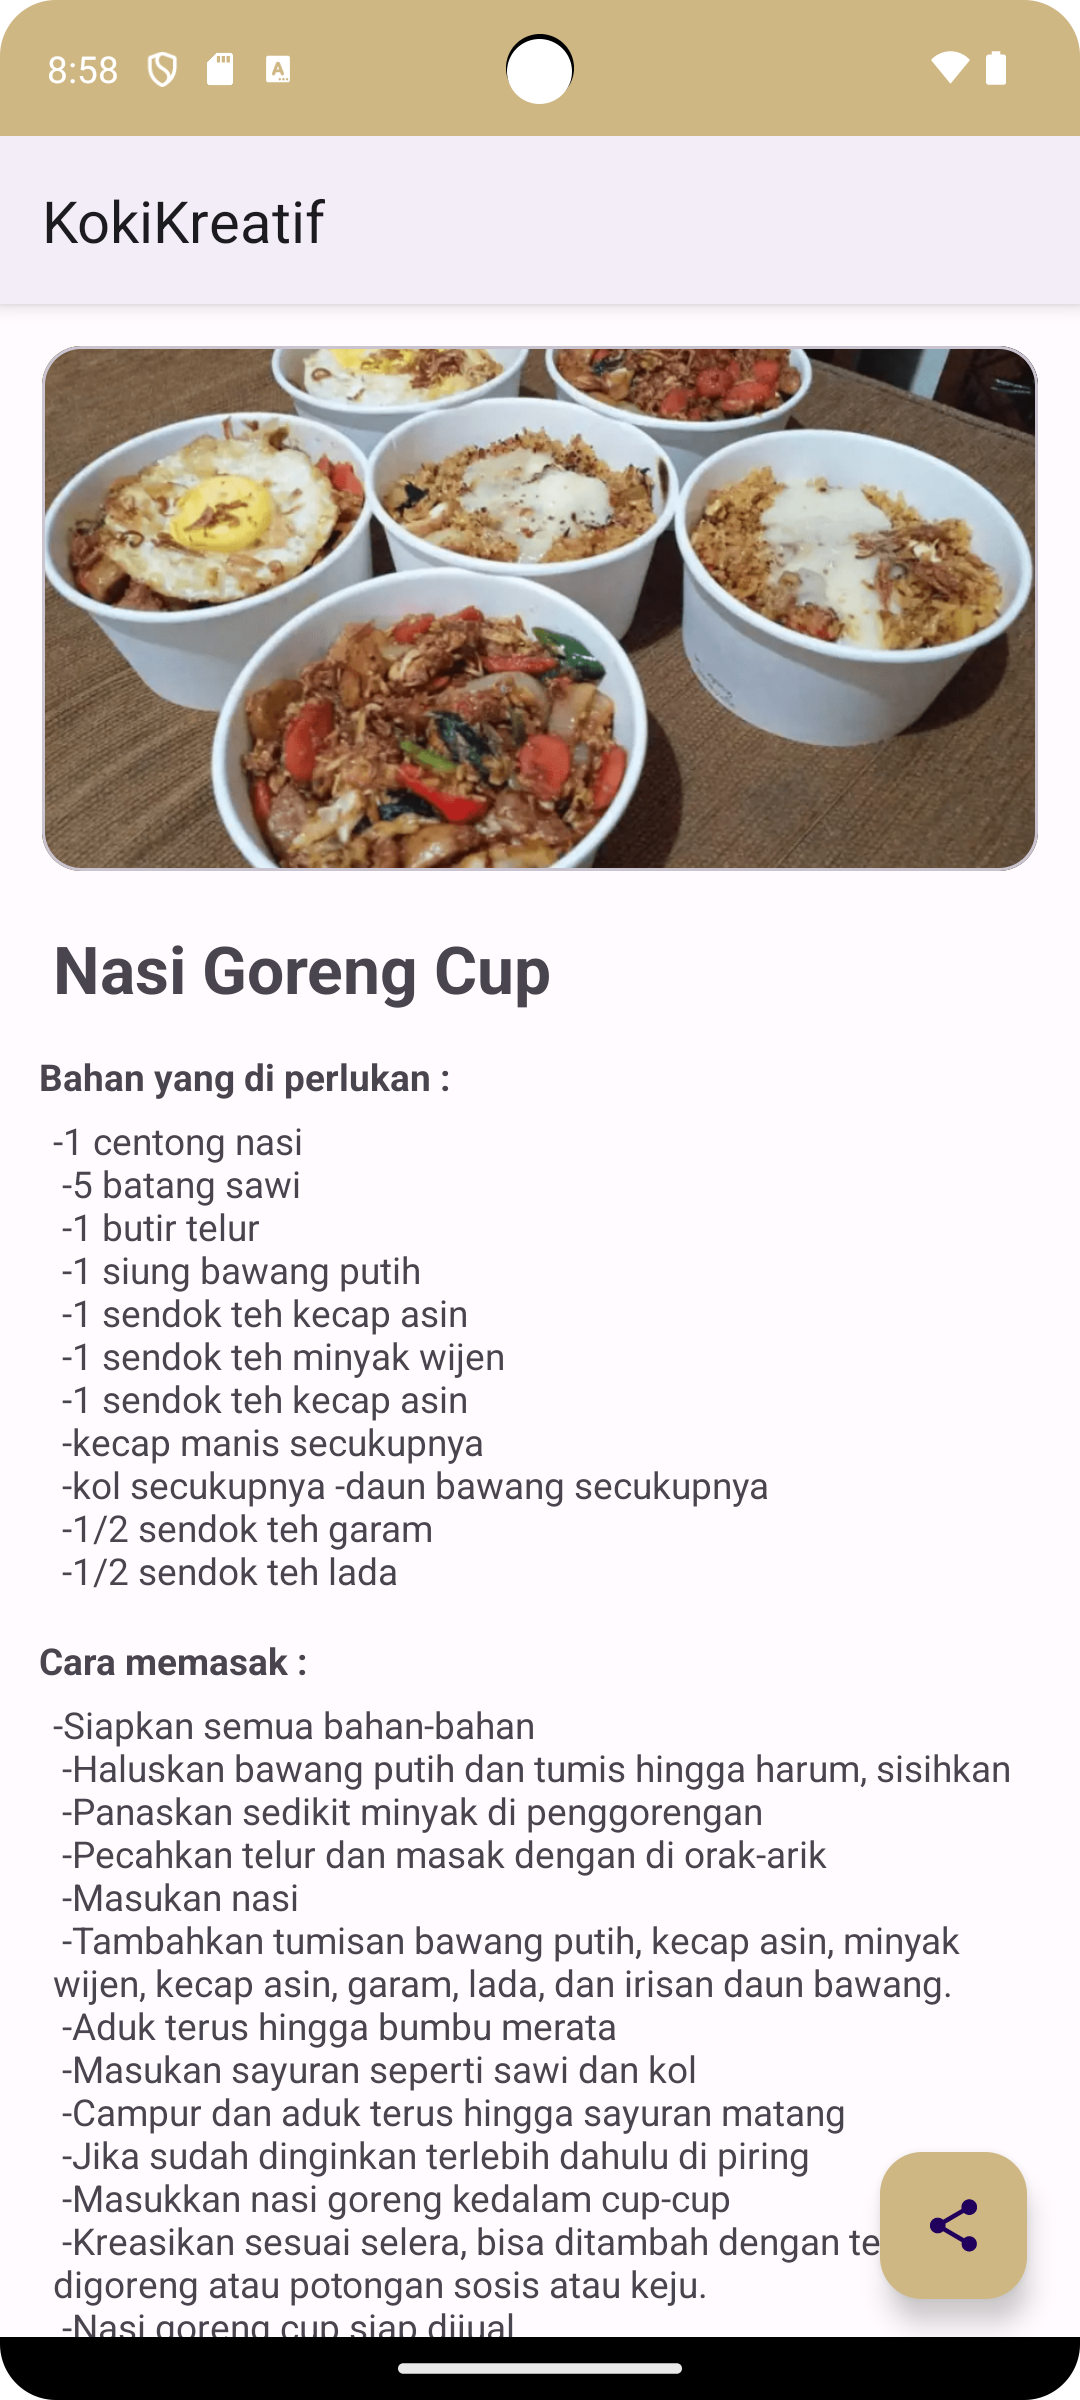 8:58
KokiKreatif
Nasi Goreng Cup
Bahan yang di perlukan :
-1 centong nasi
-5 batang sawi
-1 butir telur
-1 siung bawang putih
-1 sendok teh kecap asin
-1 sendok teh minyak wijen
-1 sendok teh kecap asin
-kecap manis secukupnya
-kol secukupnya -daun bawang secukupnya
-1/2 sendok teh garam
-1/2 sendok teh lada
Cara memasak :
-Siapkan semua bahan-bahan
-Haluskan bawang putih dan tumis hingga harum, sisihkan
-Panaskan sedikit minyak di penggorengan
-Pecahkan telur dan masak dengan di orak-arik
-Masukan nasi
-Tambahkan tumisan bawang putih, kecap asin, minyak
wijen, kecap asin, garam, lada, dan irisan daun bawang.
-Aduk terus hingga bumbu merata
-Masukan sayuran seperti sawi dan kol
-Campur dan aduk terus hingga sayuran matang
-Jika sudah dinginkan terlebih dahulu di piring
-Masukkan nasi goreng kedalam cup-cup
-Kreasikan sesuai selera, bisa ditambah dengan te
digoreng atau potongan sosis atau keju.
-Nasi goreng cup siap dijual